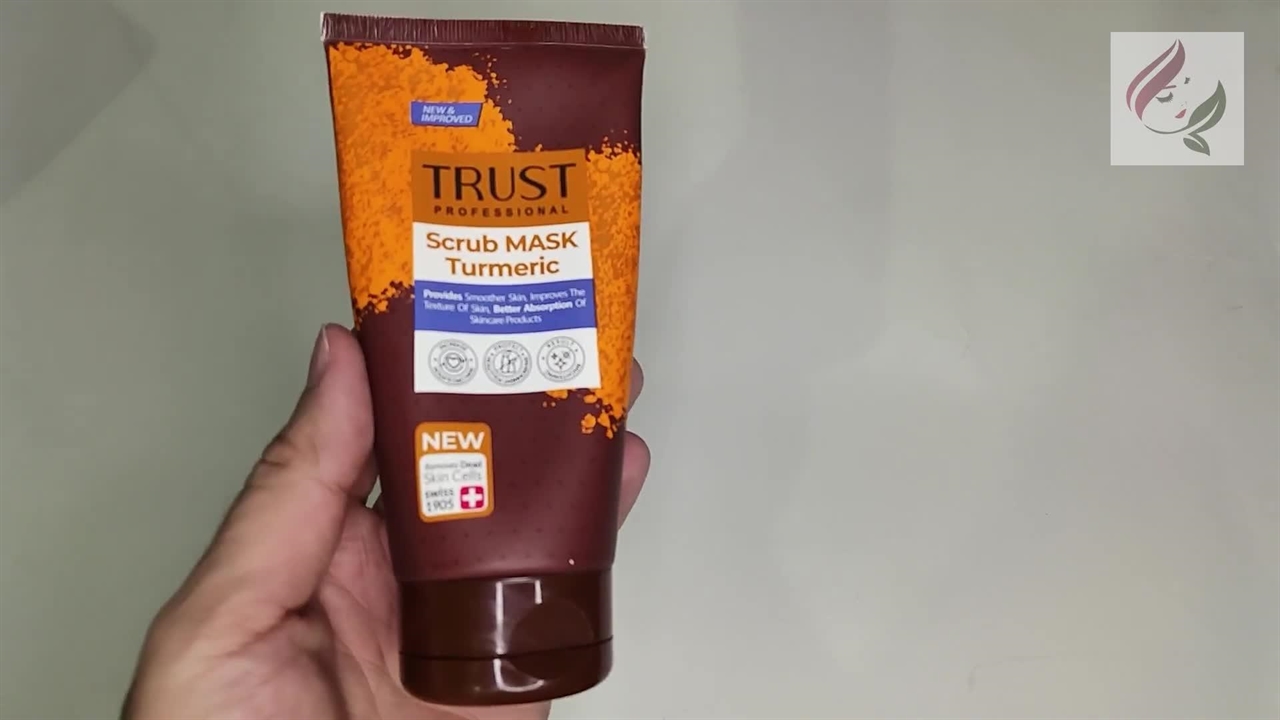 NEW &
IMPROVED
TRUST
PROFESSIONAL
Scrub MASK
Turmeric
Provides Smoother Skin, Improves The
Texture Of Skin, Better Absorption Of
Skincare Products
RESULT
NEW
Removes Dead
Skin Cells
SWISS
1905